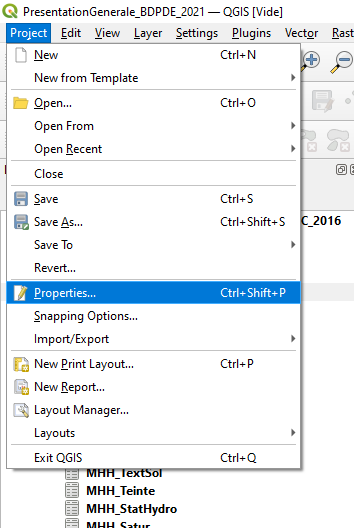 PresentationGenerale_BDPDE_2021 — QGIS [Vide]
Project Edit View Layer Settings Plugins Vector Rast
New Ctrl+N
New from Template
Open... Ctrl+O
Open From
Open Recent
Close
Save Ctrl+S
Save As... Ctrl+Shift+S
C_2016
Save To
Revert...
Properties... Ctrl+Shift+P
Snapping Options...
Import/Export
New Print Layout... Ctrl+P
New Report...
Layout Manager...
Layouts
Exit QGIS Ctrl+Q
MHH_TextSol
MHH_Teinte
MHH_StatHydro
MHH_Satur